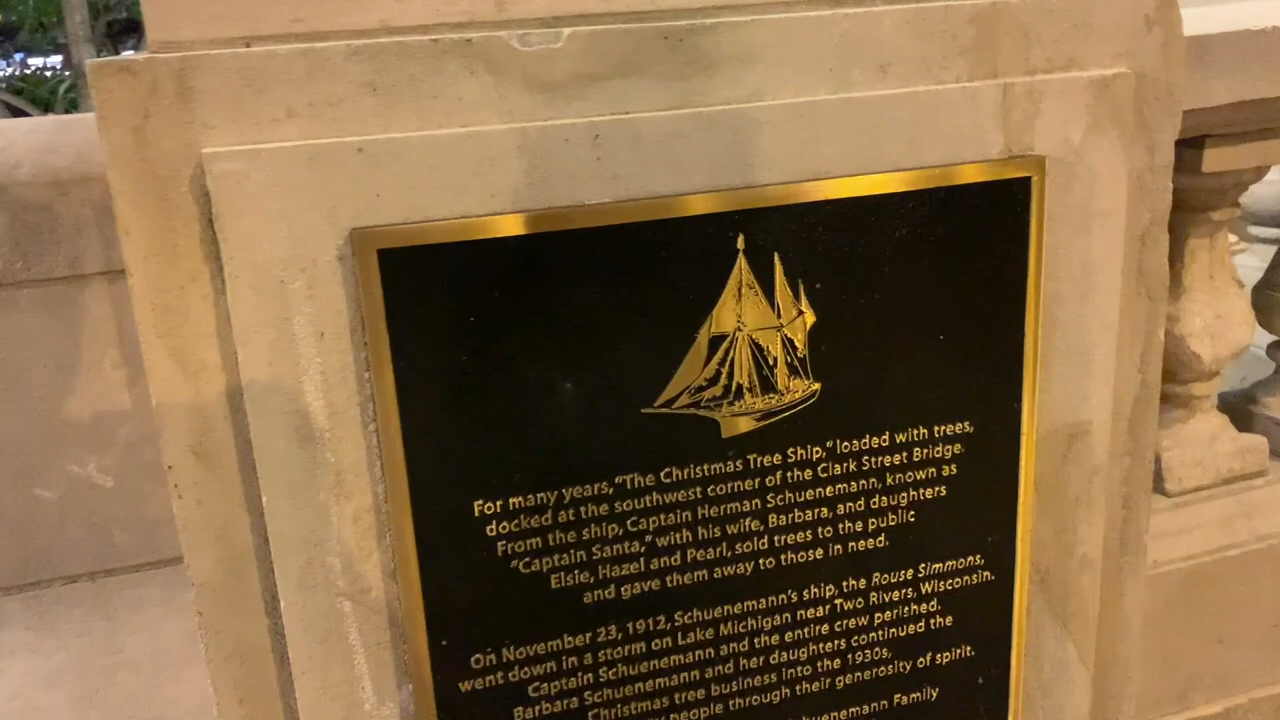 For many years, "The Christmas Tree Ship," loaded with trees,
docked at the southwest corner of the Clark Street Bridge.
From the ship, Captain Herman Schuenemann, known as
"Captain Santa," with his wife, Barbara, and daughters
Elsie, Hazel and Pearl, sold trees to the public
and gave them away to those in need.
On November 23, 1912, Schuenemann's ship, the Rouse Simmons,
went down in a storm on Lake Michigan near Two Rivers, Wisconsin.
Captain Schuenemann and the entire crew perished.
Barbara Schuenemann and her daughters continued the
Christmas tree business into the 1930s,
people through their generosity of spirit.
Family